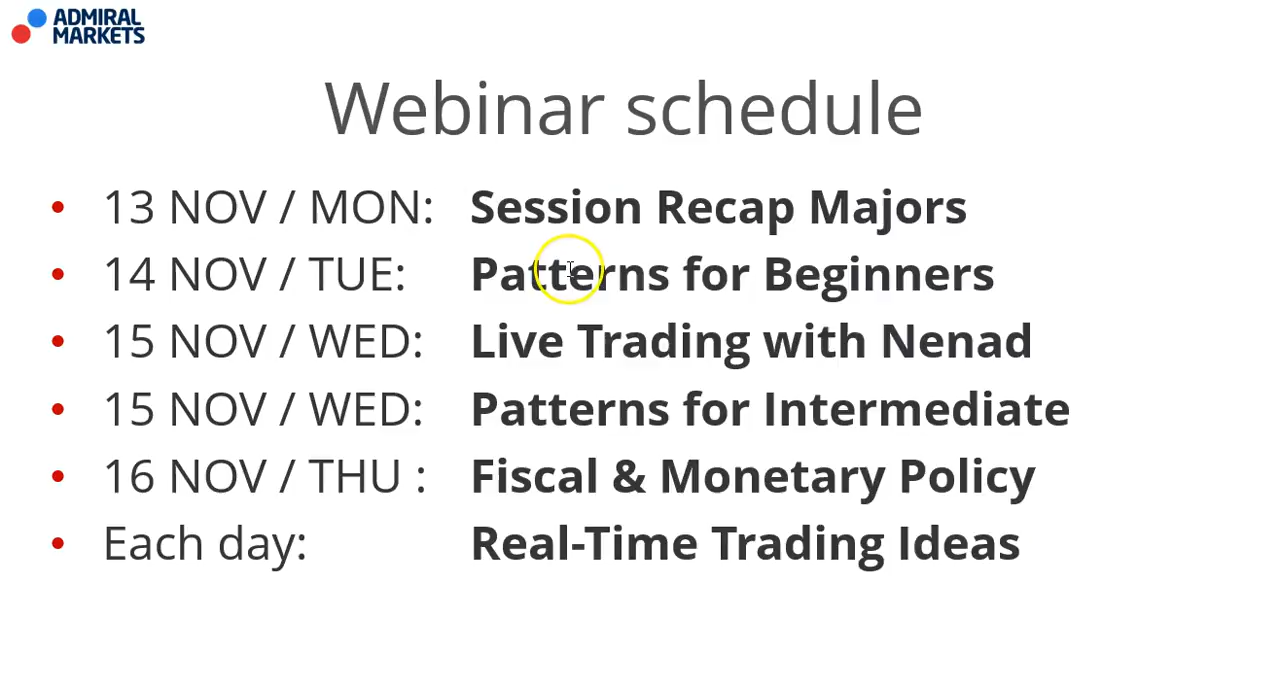 ADMIRAL
MARKETS
Webinar schedule
• 13 NOV / MON: Session Recap Majors
• 14 NOV / TUE: Patterns for Beginners
• 15 NOV / WED: Live Trading with Nenad
• 15 NOV / WED: Patterns for Intermediate
• 16 NOV / THU : Fiscal & Monetary Policy
• Each day: Real-Time Trading Ideas